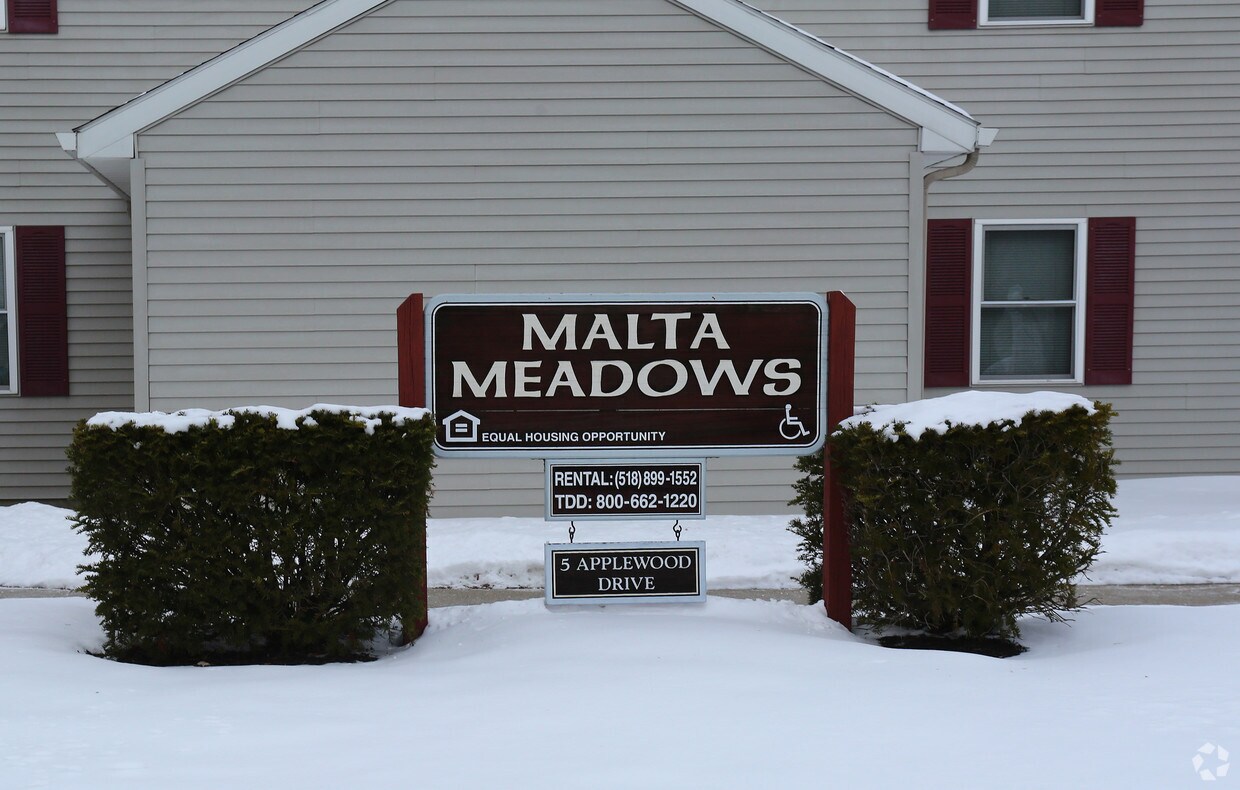 MALTA
MEADOWS
EQUAL HOUSING OPPORTUNITY
RENTAL: (518) 899-1552
TDD: 800-662-1220
5 APPLEWOOD
DRIVE